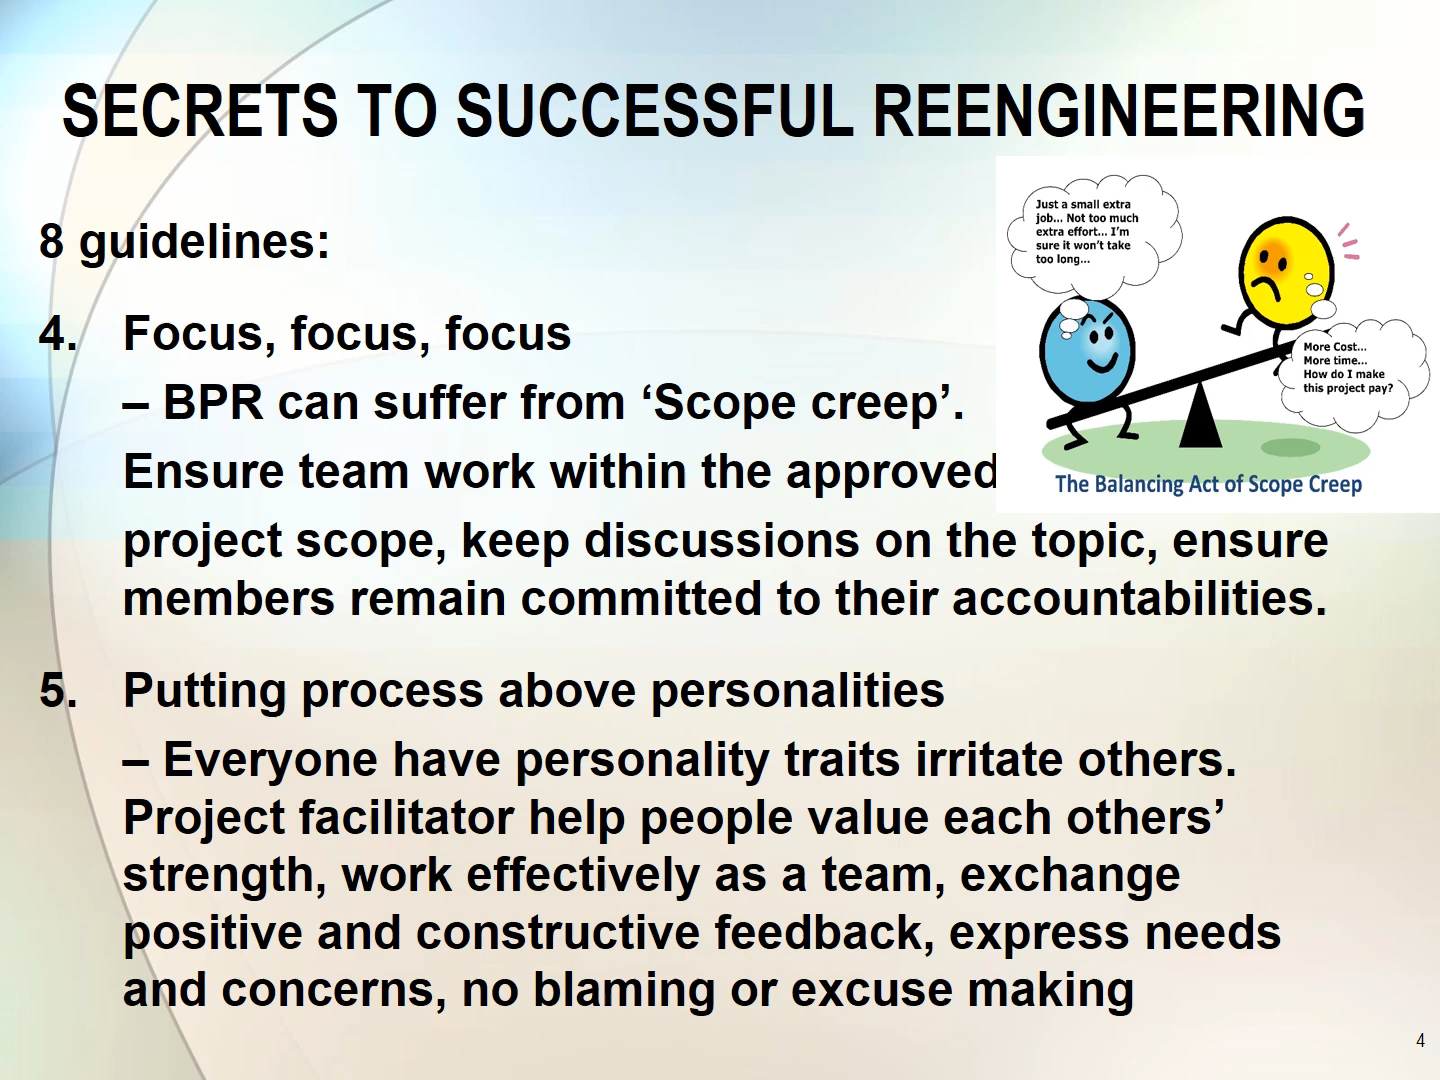 SECRETS TO SUCCESSFUL REENGINEERING
8 guidelines:
4. Focus, focus, focus
– BPR can suffer from ‘Scope creep’.
Ensure team work within the approved
project scope, keep discussions on the topic, ensure
members remain committed to their accountabilities.
5. Putting process above personalities
– Everyone have personality traits irritate others.
Project facilitator help people value each others’
strength, work effectively as a team, exchange
positive and constructive feedback, express needs
and concerns, no blaming or excuse making
Just a small extra
job... Not too much
extra effort... I'm
sure it won't take
too long...
More Cost...
More time...
How do I make
this project pay?
The Balancing Act of Scope Creep
4